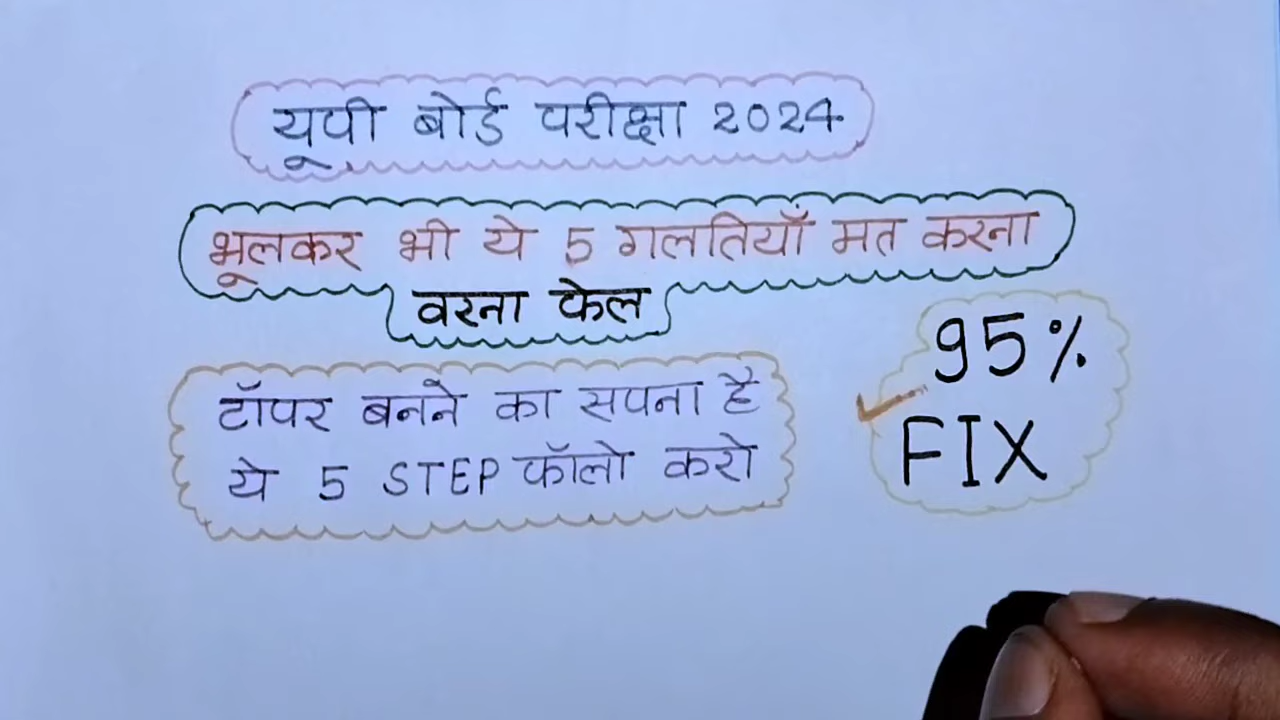 यूपी बोर्ड परीक्षा 2024
भूलकर भी ये 5 गलतियाँ मत करना
वरना फेल
95%
टॉपर बनने का सपना है
FIX
ये 5 STEP फॉलो करो